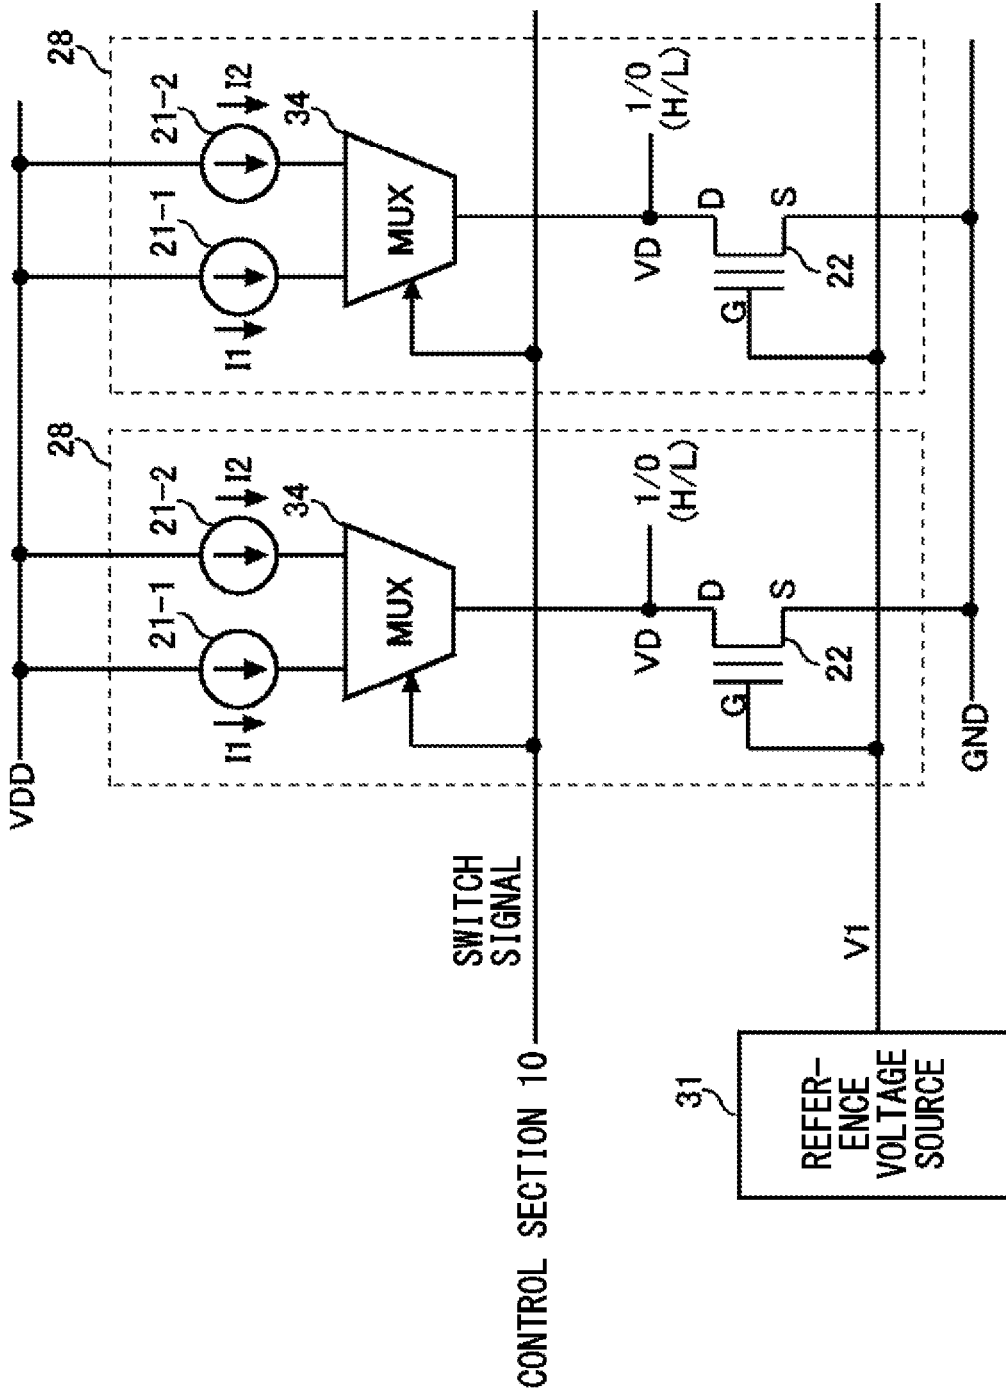 VDD
28
21-1
21-2
I1
I2
34
MUX
28
21-1
21-2
I1
I2
34
MUX
SWITCH
SIGNAL
CONTROL SECTION 10
VD
1/0
(H/L)
D
G
S
22
VD
1/0
(H/L)
D
G
S
22
31
REFER-
ENCE
VOLTAGE
SOURCE
V1
GND